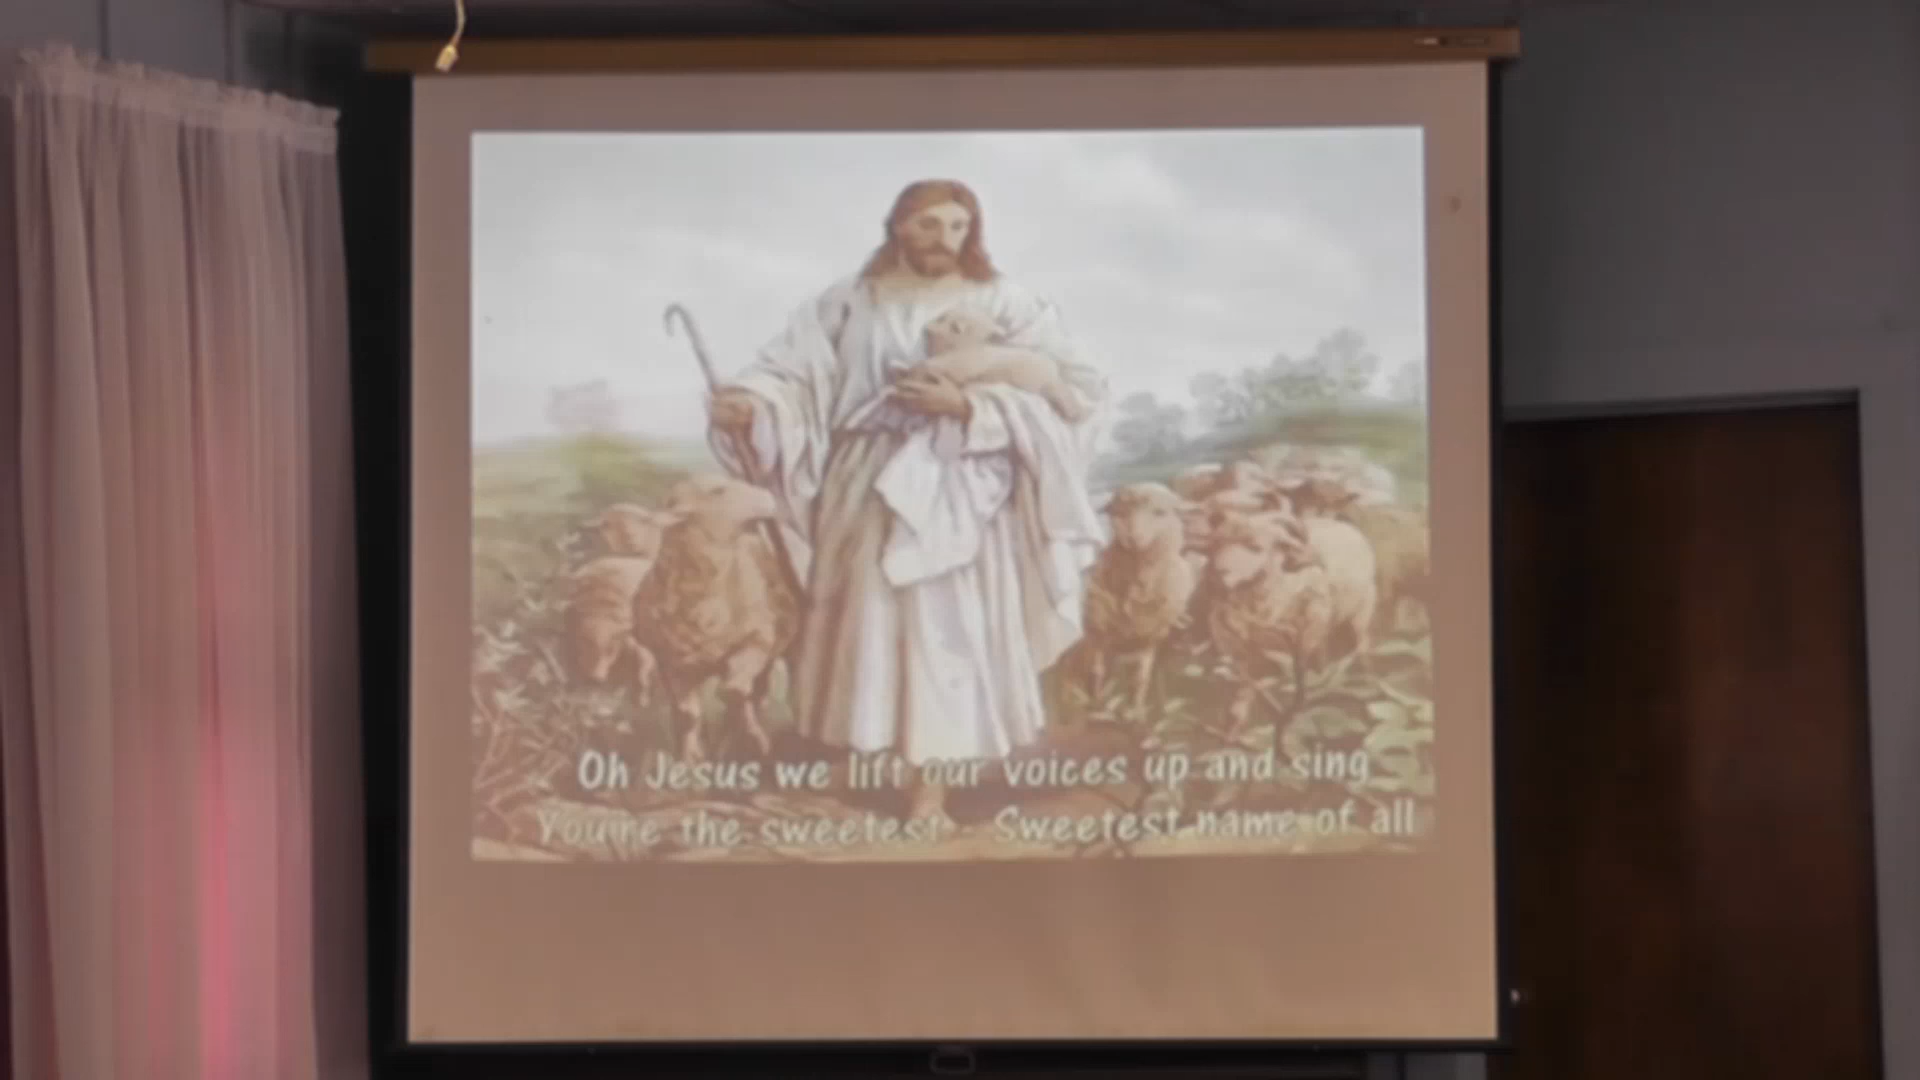 Oh Jesus we lift our voices up and sing
You're the sweetest - Sweetest name of all